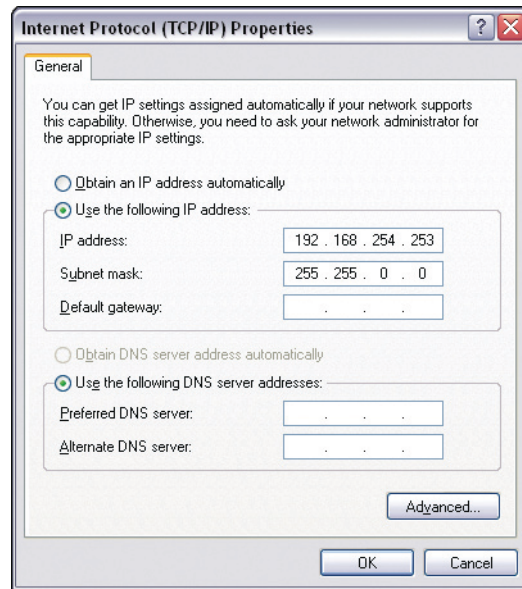 Internet Protocol (TCP/IP) Properties
General
You can get IP settings assigned automatically if your network supports
this capability. Otherwise, you need to ask your network administrator for
the appropriate IP settings.
Obtain an IP address automatically
Use the following IP address:
IP address: 192 . 168 . 254 . 253
Subnet mask: 255 . 255 . 0 . 0
Default gateway: . . .
Obtain DNS server address automatically
Use the following DNS server addresses:
Preferred DNS server: . . .
Alternate DNS server: . . .
Advanced...
OK Cancel